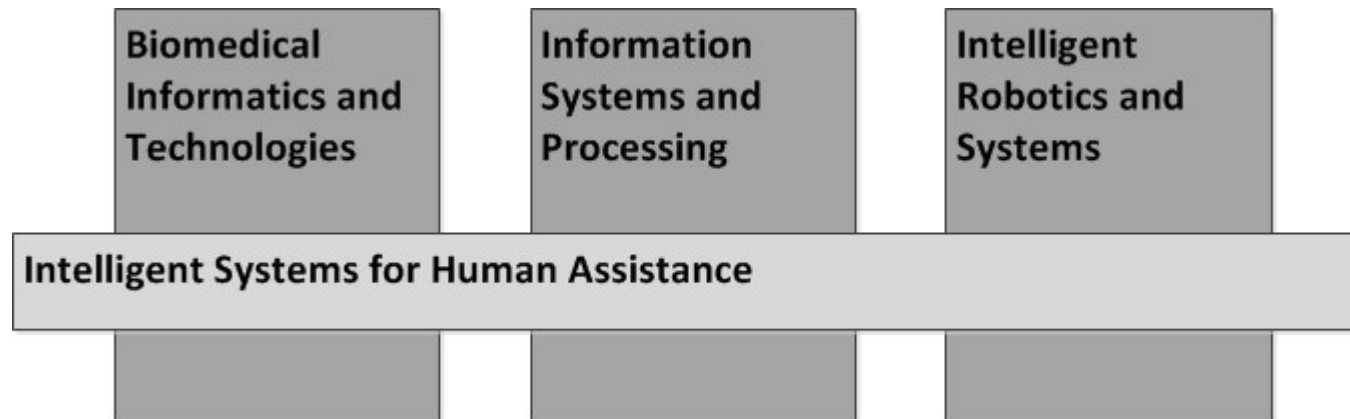 Biomedical
Informatics and
Technologies
Information
Systems and
Processing
Intelligent
Robotics and
Systems
Intelligent Systems for Human Assistance